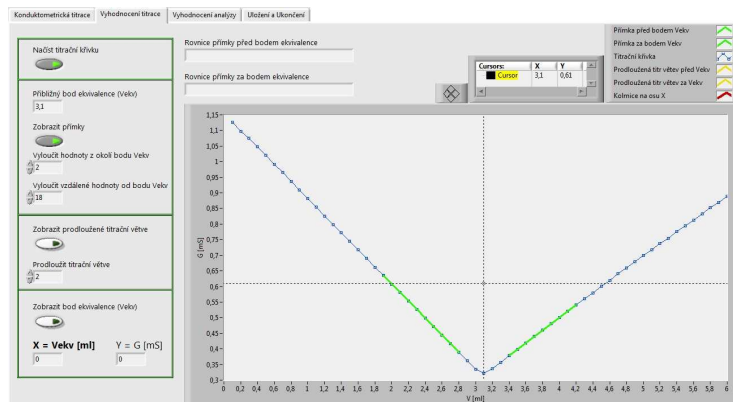 Konduktometrická titrace
Vyhodnocení titrace
Vyhodnocení analýzy
Uložení a Ukončení
Načíst titrační křivku
Přibližný bod ekvivalence (Vekv)
3,1
Zobrazit přímky
Vyloučit hodnoty z okolí bodu Vekv
2
Vyloučit vzdálené hodnoty od bodu Vekv
18
Zobrazit prodloužené titrační větve
Prodloužit titrační větve
2
Zobrazit bod ekvivalence (Vekv)
X = Vekv [ml]
Y = G [mS]
0
0
Rovnice přímky před bodem ekvivalence
Rovnice přímky za bodem ekwivalence
Cursors: X Y
Cursor 3,1 0,61
Přímka před bodem Vekv
Přímka za bodem Vekv
Titrační křivka
Prodloužená titr větev před Vekv
Prodloužená titr větev za Vekv
Kolmice na osu X
1,15
1,1
1,05
1
0,95
0,9
0,85
0,8
0,75
0,7
0,65
0,6
0,55
0,5
0,45
0,4
0,35
0,3
G [mS]
0 0,2 0,4 0,6 0,8 1 1,2 1,4 1,6 1,8 2 2,2 2,4 2,6 2,8 3 3,2 3,4 3,6 3,8 4 4,2 4,4 4,6 4,8 5 5,2 5,4 5,6 5,8 6
V [ml]